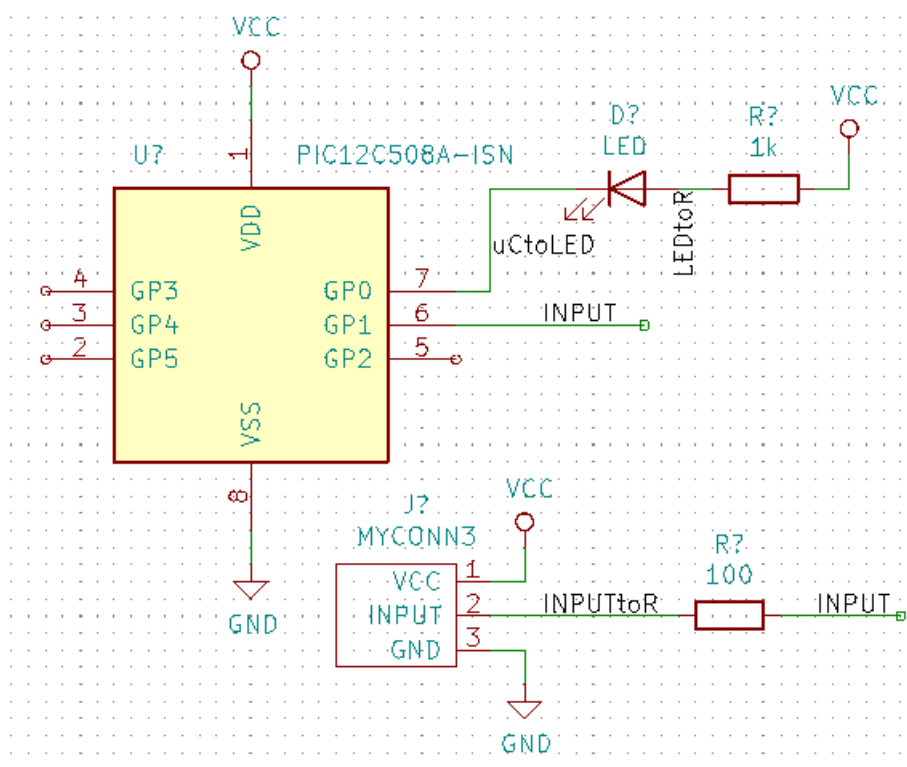 VCC
U?
1
PIC12C508A-ISN
D?
LED
R?
1k
VCC
VDD
uCtoLED
LEDtoR
4
GP3
GP0
7
3
GP4
GP1
6
INPUT
2
GP5
GP2
5
VSS
8
GND
J?
MYCONN3
VCC
VCC
1
INPUT
2
INPUTtoR
GND
3
GND
R?
100
INPUT